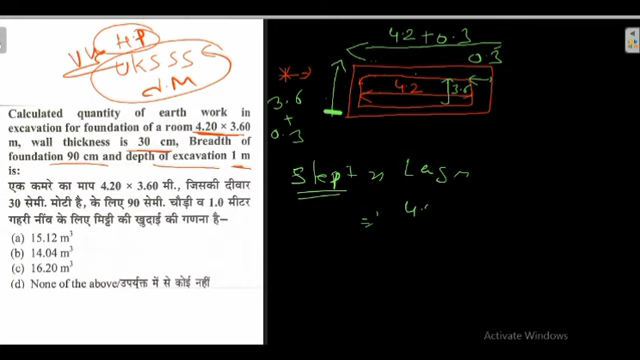 H.P
UKSSS
J.M
Calculated quantity of earth work in
excavation for foundation of a room 4.20 × 3.60
m, wall thickness is 30 cm, Breadth of
foundation 90 cm and depth of excavation 1 m
is:
एक कमरे का माप 4.20 × 3.60 मी., जिसकी दीवार
30 सेमी. मोटी है, के लिए 90 सेमी. चौड़ी व 1.0 मीटर
गहरी नींव के लिए मिट्टी की खुदाई की गणना है-
(a) 15.12 m³
(b) 14.04 m³
(c) 16.20 m³
(d) None of the above/उपर्युक्त में से कोई नहीं
4.2+0.3
0.3
4.2
3.6
3.6
+
0.3
Step I
=) 4.
Activate Windows